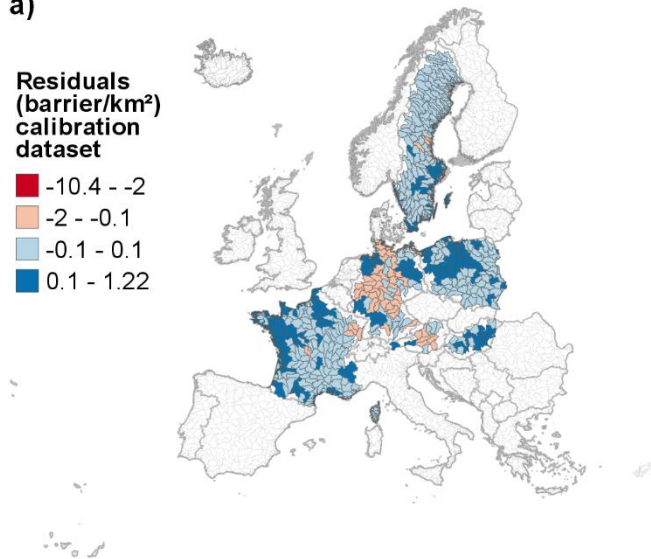 a)
Residuals
(barrier/km²)
calibration
dataset
-10.4 - -2
-2 - -0.1
-0.1 - 0.1
0.1 - 1.22